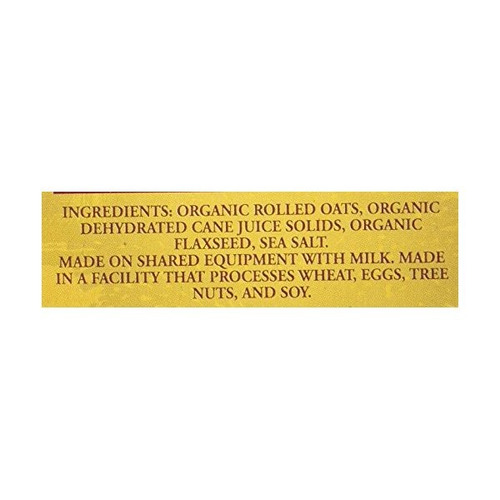 INGREDIENTS: ORGANIC ROLLED OATS, ORGANIC
DEHYDRATED CANE JUICE SOLIDS, ORGANIC
FLAXSEED, SEA SALT.
MADE ON SHARED EQUIPMENT WITH MILK. MADE
IN A FACILITY THAT PROCESSES WHEAT, EGGS, TREE
NUTS, AND SOY.